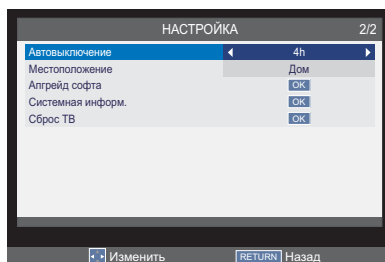 НАСТРОЙКА 2/2
Автовыключение 4h
Местоположение Дом
Апгрейд софта OK
Системная информ. OK
Сброс ТВ OK
Изменить RETURN Назад